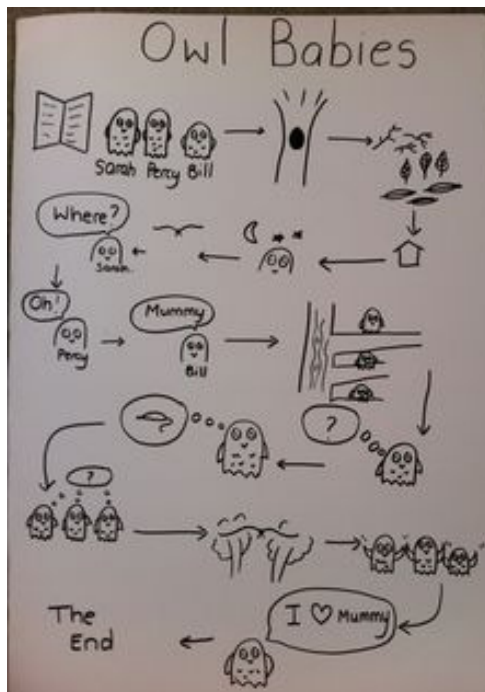 Owl Babies
Sarah Percy Bill
Where?
Sarah
Oh!
Percy
Mummy
Bill
?
?
I ♡ Mummy
The
End